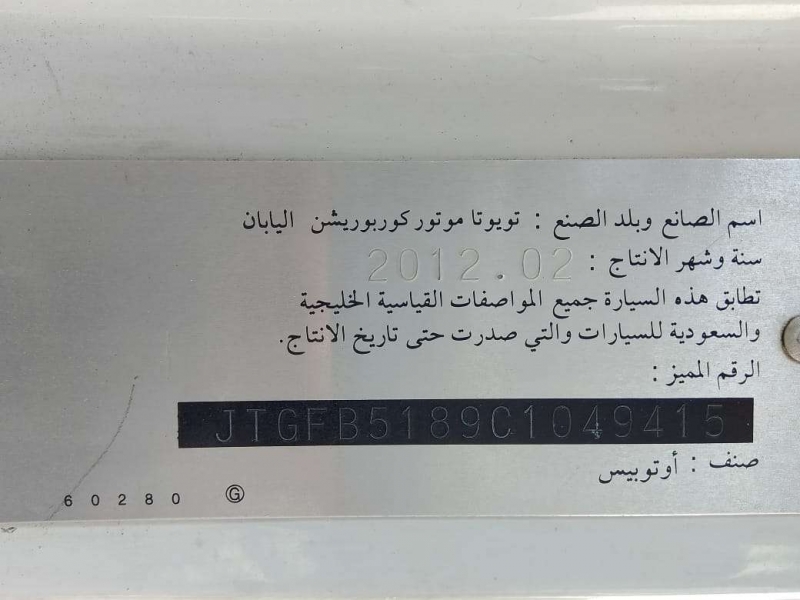 اسم الصانع وبلد الصنع : تويوتا موتور كوربوريشن اليابان
سنة وشهر الانتاج : 2012.02
تطابق هذه السيارة جميع المواصفات القياسية الخليجية
والسعودية للسيارات والتي صدرت حتى تاريخ الانتاج.
الرقم المميز :
JTGFB5189C1049415
صنف : أوتوبيس
60280 G